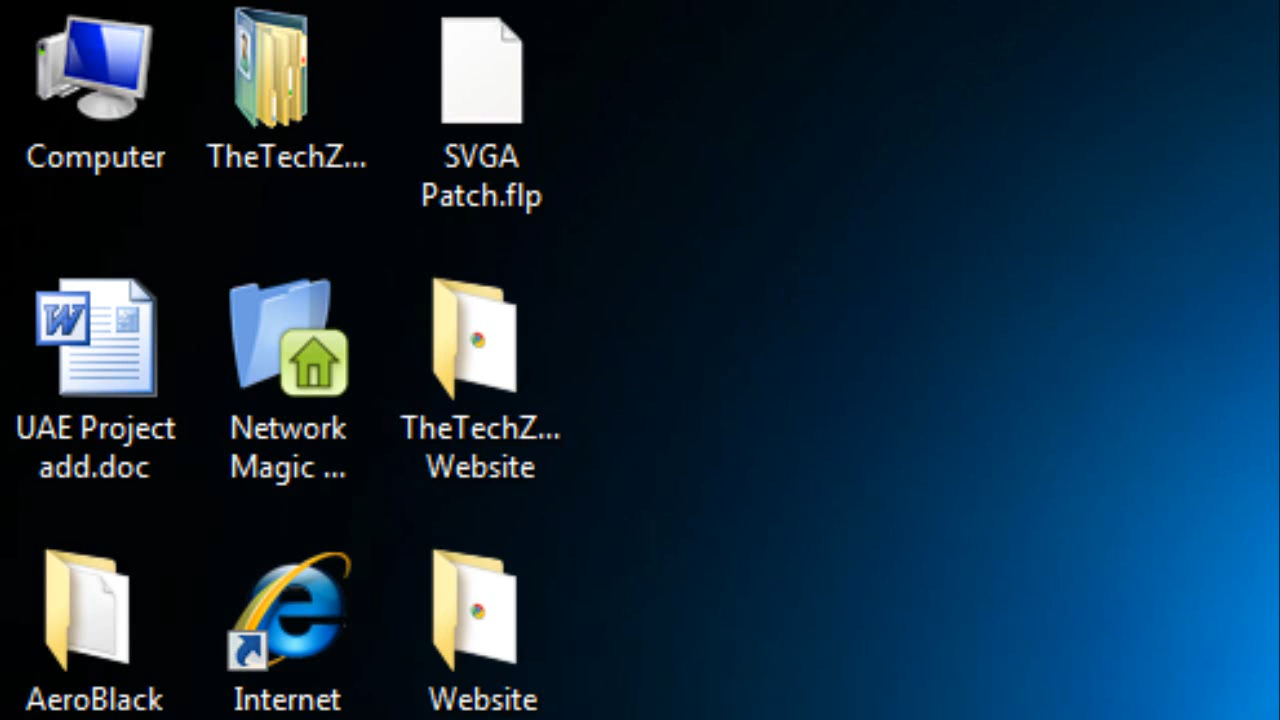 Computer
TheTechZ...
SVGA
Patch.flp
UAE Project
add.doc
Network
Magic ...
TheTechZ...
Website
AeroBlack
Internet
Website